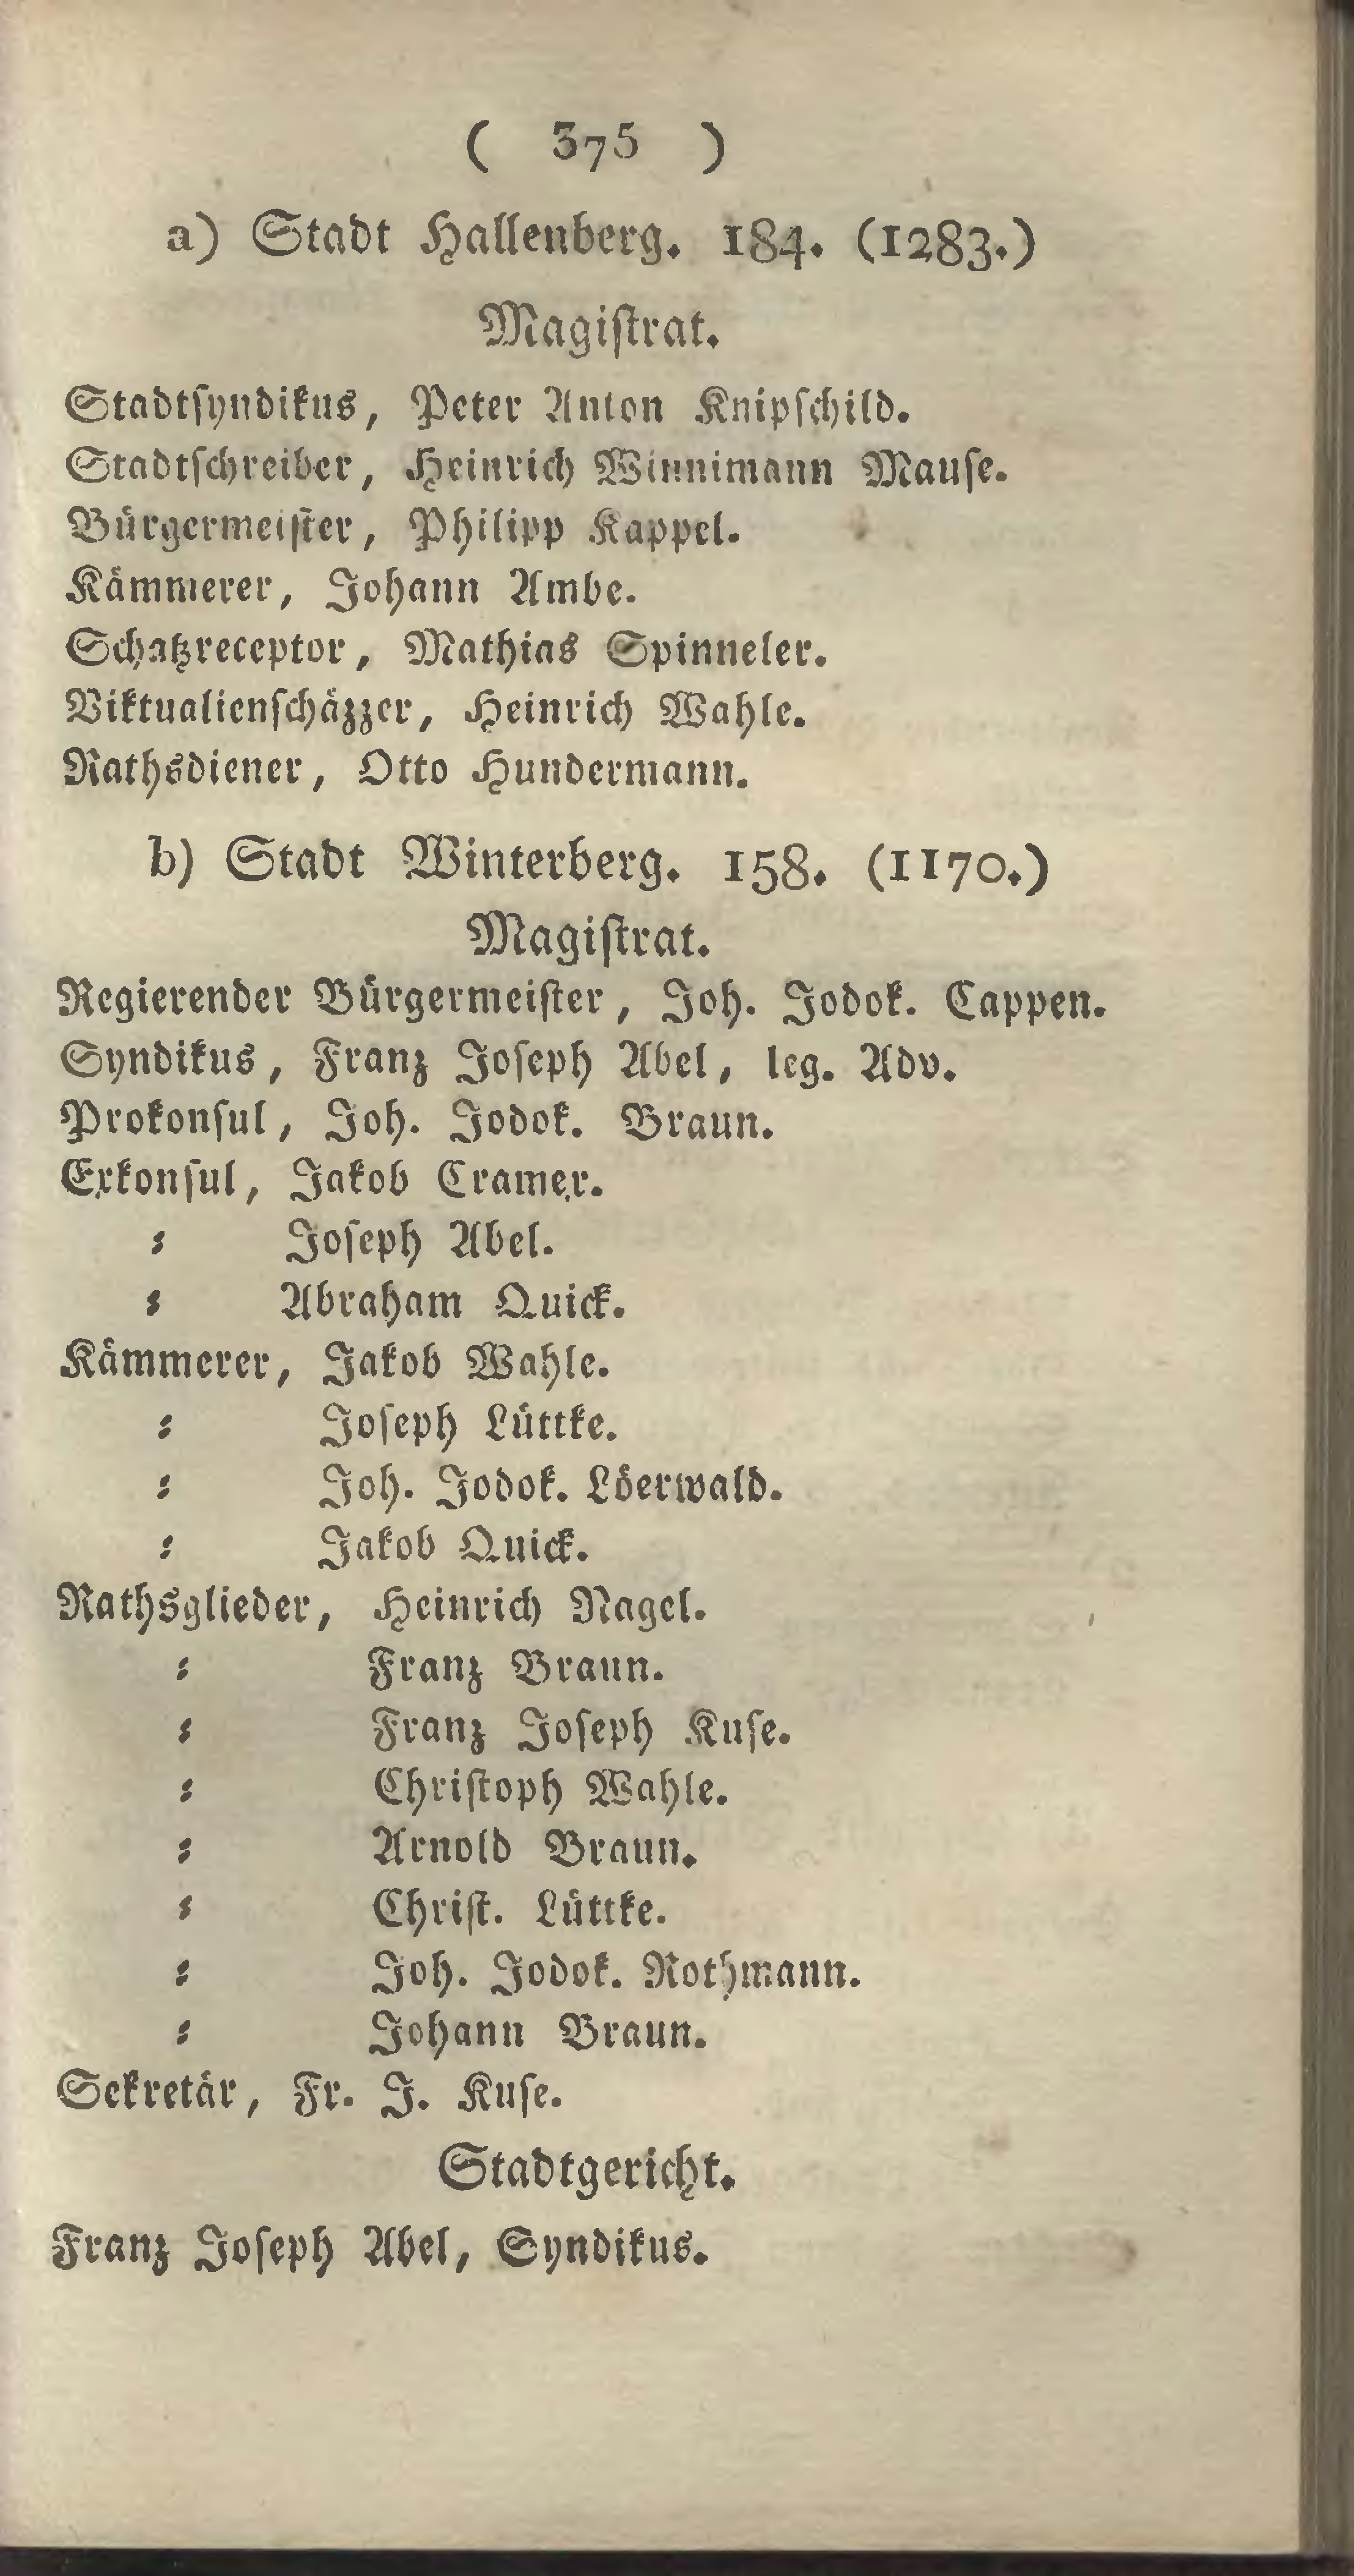 ( 375 )
a) Stadt Hallenberg. 184. (1283.)
Magiſtrat.
Stadtſyndikus, Peter Anton Knipſchild.
Stadtſchreiber, Heinrich Winnimann Mauſe.
Bürgermeiſter, Philipp Kappel.
Kämmerer, Johann Ambe.
Schatzreceptor, Mathias Spinneler.
Viktualienſchäzzer, Heinrich Wahle.
Rathsdiener, Otto Hundermann.
b) Stadt Winterberg. 158. (1170.)
Magiſtrat.
Regierender Bürgermeiſter, Joh. Jodok. Cappen.
Syndikus, Franz Joſeph Abel, leg. Adv.
Prokonſul, Joh. Jodok. Braun.
Exkonſul, Jakob Cramer.
⸗ Joſeph Abel.
⸗ Abraham Quick.
Kämmerer, Jakob Wahle.
⸗ Joſeph Lüttke.
⸗ Joh. Jodok. Löerwald.
⸗ Jakob Quick.
Rathsglieder, Heinrich Nagel.
⸗ Franz Braun.
⸗ Franz Joſeph Kuſe.
⸗ Chriſtoph Wahle.
⸗ Arnold Braun.
⸗ Chriſt. Lüttke.
⸗ Joh. Jodok. Rothmann.
⸗ Johann Braun.
Sekretär, Fr. J. Kuſe.
Stadtgericht.
Franz Joſeph Abel, Syndikus.